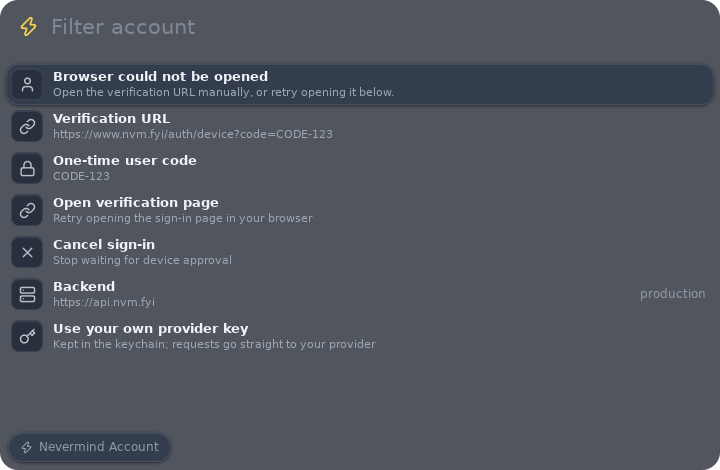 Filter account
Browser could not be opened
Open the verification URL manually, or retry opening it below.
Verification URL
https://www.nvm.fyi/auth/device?code=CODE-123
One-time user code
CODE-123
Open verification page
Retry opening the sign-in page in your browser
Cancel sign-in
Stop waiting for device approval
Backend
https://api.nvm.fyi
production
Use your own provider key
Kept in the keychain; requests go straight to your provider
Nevermind Account